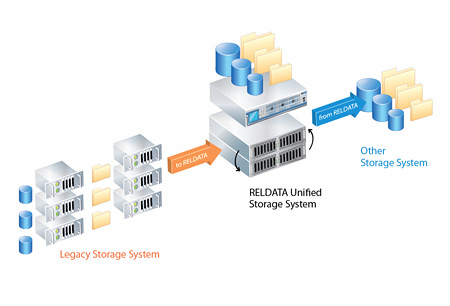 to RELDATA
from RELDATA
Other
Storage System
RELDATA Unified
Storage System
Legacy Storage System